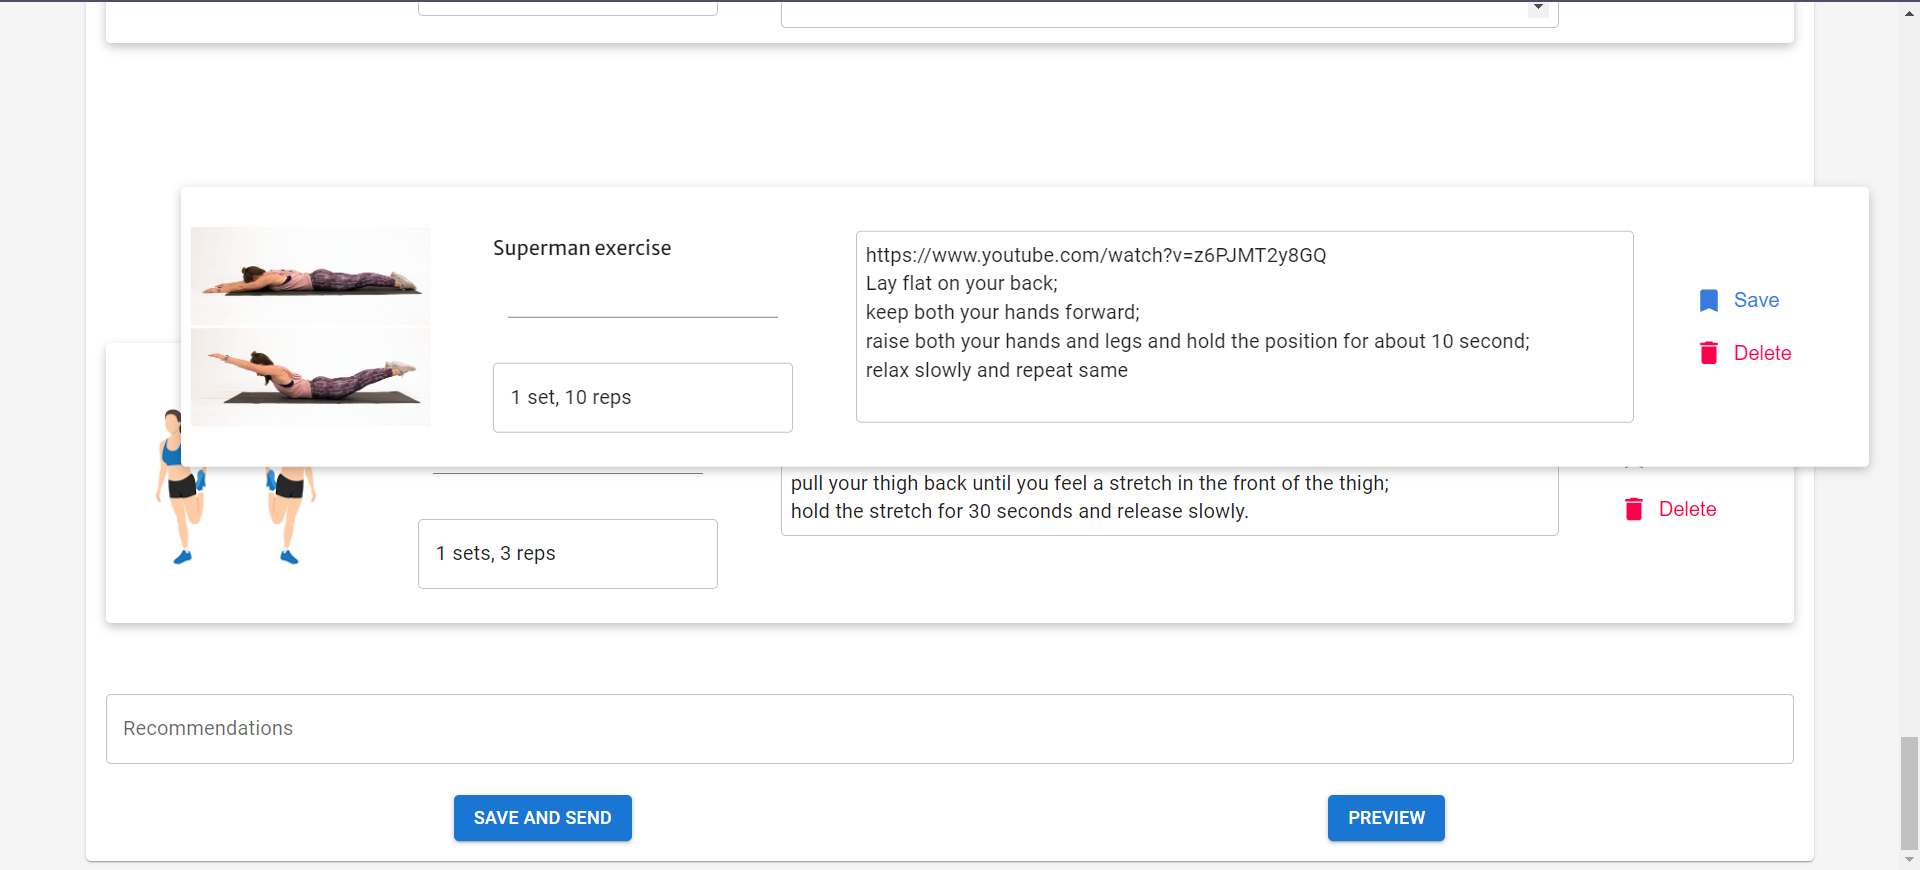 Superman exercise
1 set, 10 reps
https://www.youtube.com/watch?v=z6PJMT2y8GQ
Lay flat on your back;
keep both your hands forward;
raise both your hands and legs and hold the position for about 10 second;
relax slowly and repeat same
Save
Delete
pull your thigh back until you feel a stretch in the front of the thigh;
hold the stretch for 30 seconds and release slowly.
1 sets, 3 reps
Delete
Recommendations
SAVE AND SEND
PREVIEW